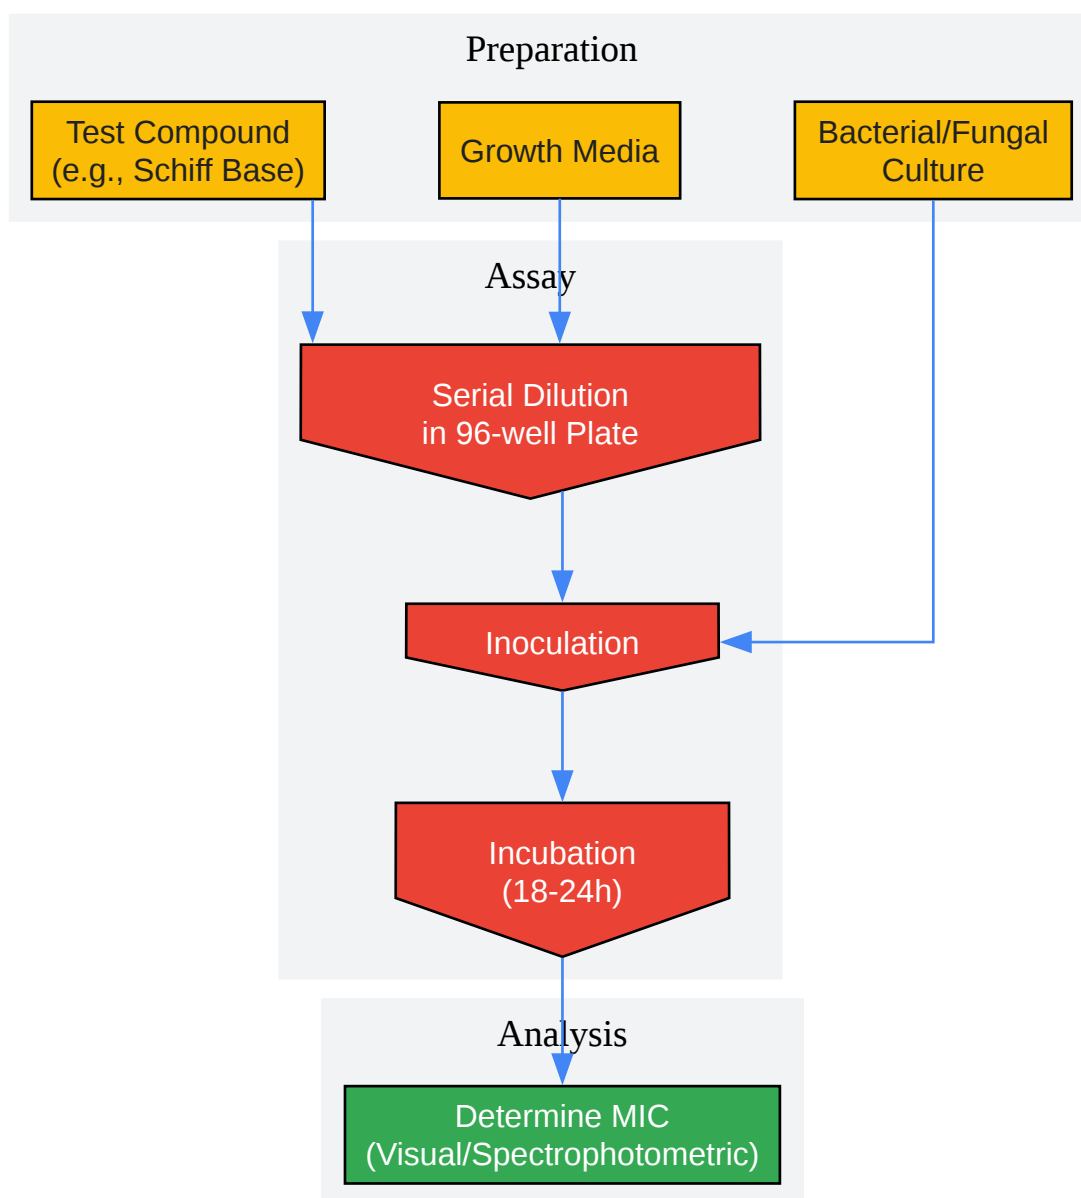 Preparation
Test Compound
(e.g., Schiff Base)
Growth Media
Bacterial/Fungal
Culture
Assay
Serial Dilution
in 96-well Plate
Inoculation
Incubation
(18-24h)
Analysis
Determine MIC
(Visual/Spectrophotometric)